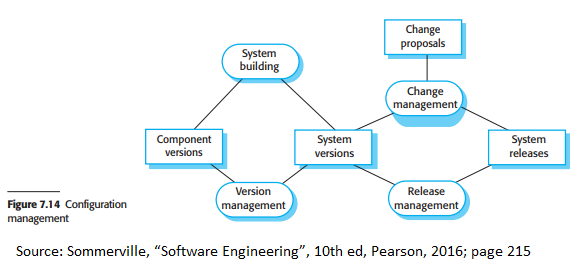 Change
proposals
System
building
Change
management
Component
versions
System
versions
System
releases
Version
management
Release
management
Figure 7.14 Configuration
management
Source: Sommerville, “Software Engineering”, 10th ed, Pearson, 2016; page 215